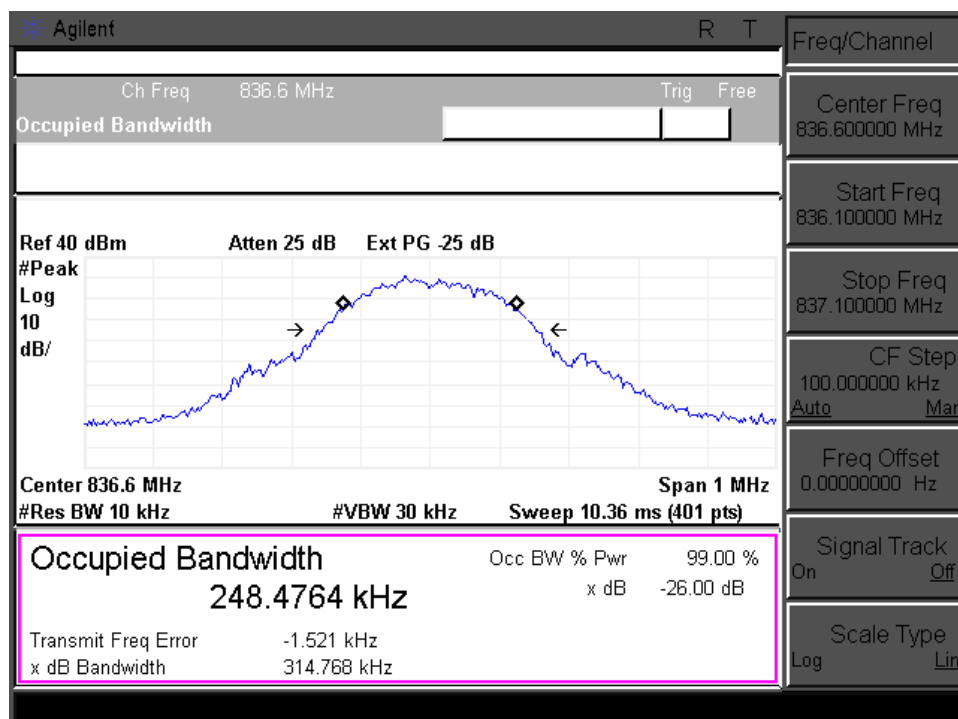 Agilent R T
Ch Freq 836.6 MHz Trig Free
Occupied Bandwidth
Ref 40 dBm Atten 25 dB Ext PG -25 dB
#Peak
Log
10
dB/
Center 836.6 MHz Span 1 MHz
#Res BW 10 kHz #VBW 30 kHz Sweep 10.36 ms (401 pts)
Occupied Bandwidth Occ BW % Pwr 99.00 %
248.4764 kHz x dB -26.00 dB
Transmit Freq Error -1.521 kHz
x dB Bandwidth 314.768 kHz
Freq/Channel
Center Freq
836.600000 MHz
Start Freq
836.100000 MHz
Stop Freq
837.100000 MHz
CF Step
100.000000 kHz
Auto Man
Freq Offset
0.00000000 Hz
Signal Track
On Off
Scale Type
Log Lin